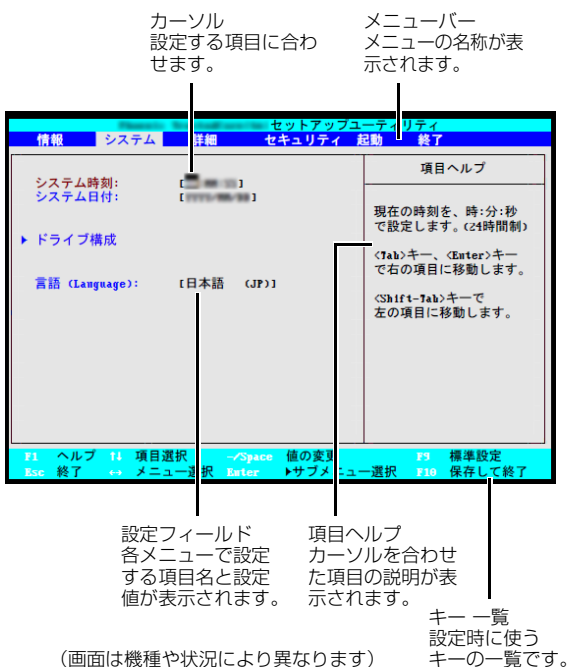 カーソル
設定する項目に合わ
せます。
メニューバー
メニューの名称が表
示されます。
セットアップユーティリティ
情報 システム 詳細 セキュリティ 起動 終了
システム時刻:
システム日付:
▶ ドライブ構成
言語 (Language): [日本語 (JP)]
項目ヘルプ
現在の時刻を、時:分:秒
で設定します。(24時間制)
<Tab>キー、<Enter>キー
で右の項目に移動します。
<Shift-Tab>キーで
左の項目に移動します。
F1 ヘルプ ↑↓ 項目選択 -/Space 値の変更 F9 標準設定
Esc 終了 ↔ メニュー選択 Enter ▶サブメニュー選択 F10 保存して終了
設定フィールド
各メニューで設定
する項目名と設定
値が表示されます。
項目ヘルプ
カーソルを合わせ
た項目の説明が表
示されます。
キー 一覧
設定時に使う
キーの一覧です。
(画面は機種や状況により異なります)